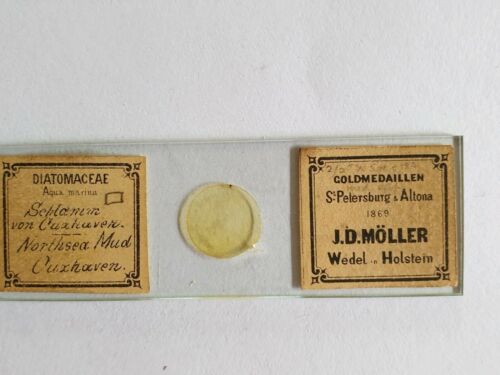 DIATOMACEAE
Aqua marina
Schlamm
von Cuxhaven.
Northsea Mud
Cuxhaven.
GOLDMEDAILLEN
St Petersburg & Altona
1869
J.D.MÖLLER
Wedel in Holstein